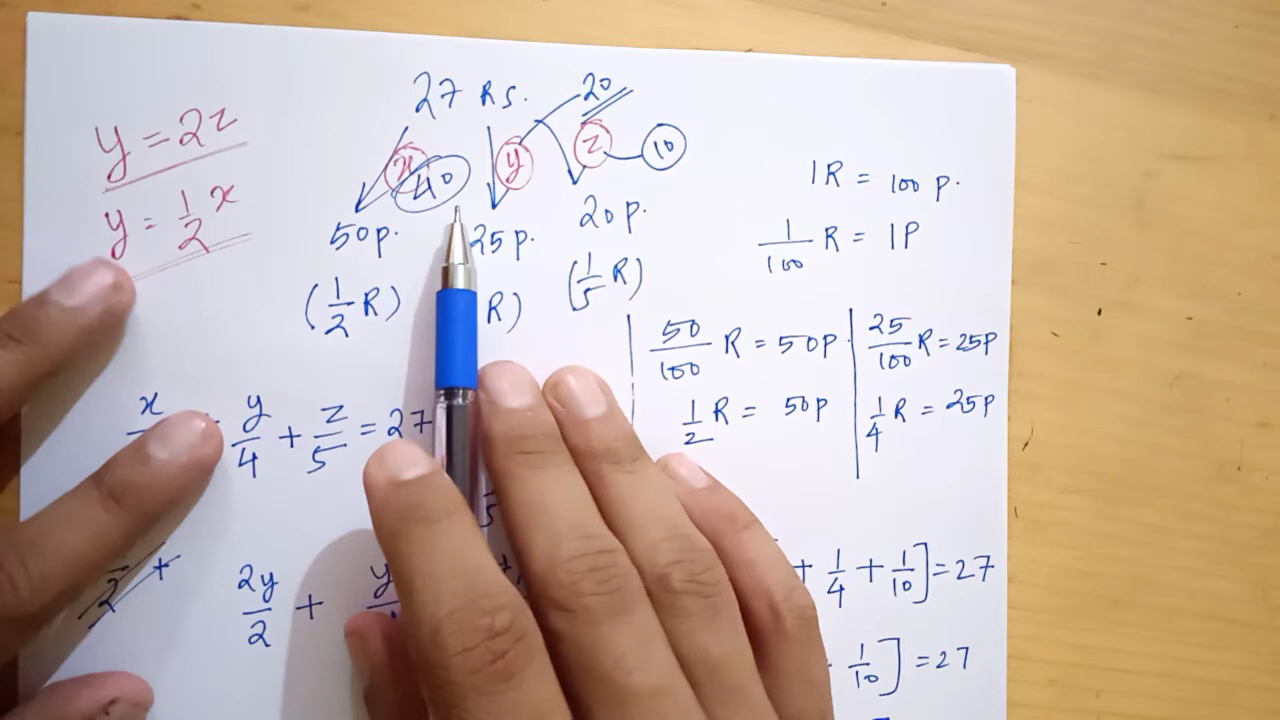 27 Rs. 20
y = 2z
x 40 y z 10
y = 1/2 x
50p. 25p. 20p.
(1/2 R) R) (1/5 R)
1R = 100 p.
1/100 R = 1P
50/100 R = 50p.
1/2 R = 50p
25/100 R = 25p
1/4 R = 25p
x y/4 + z/5 = 27
5
2 +
2y/2 + y
+ 1/4 + 1/10] = 27
1/10] = 27